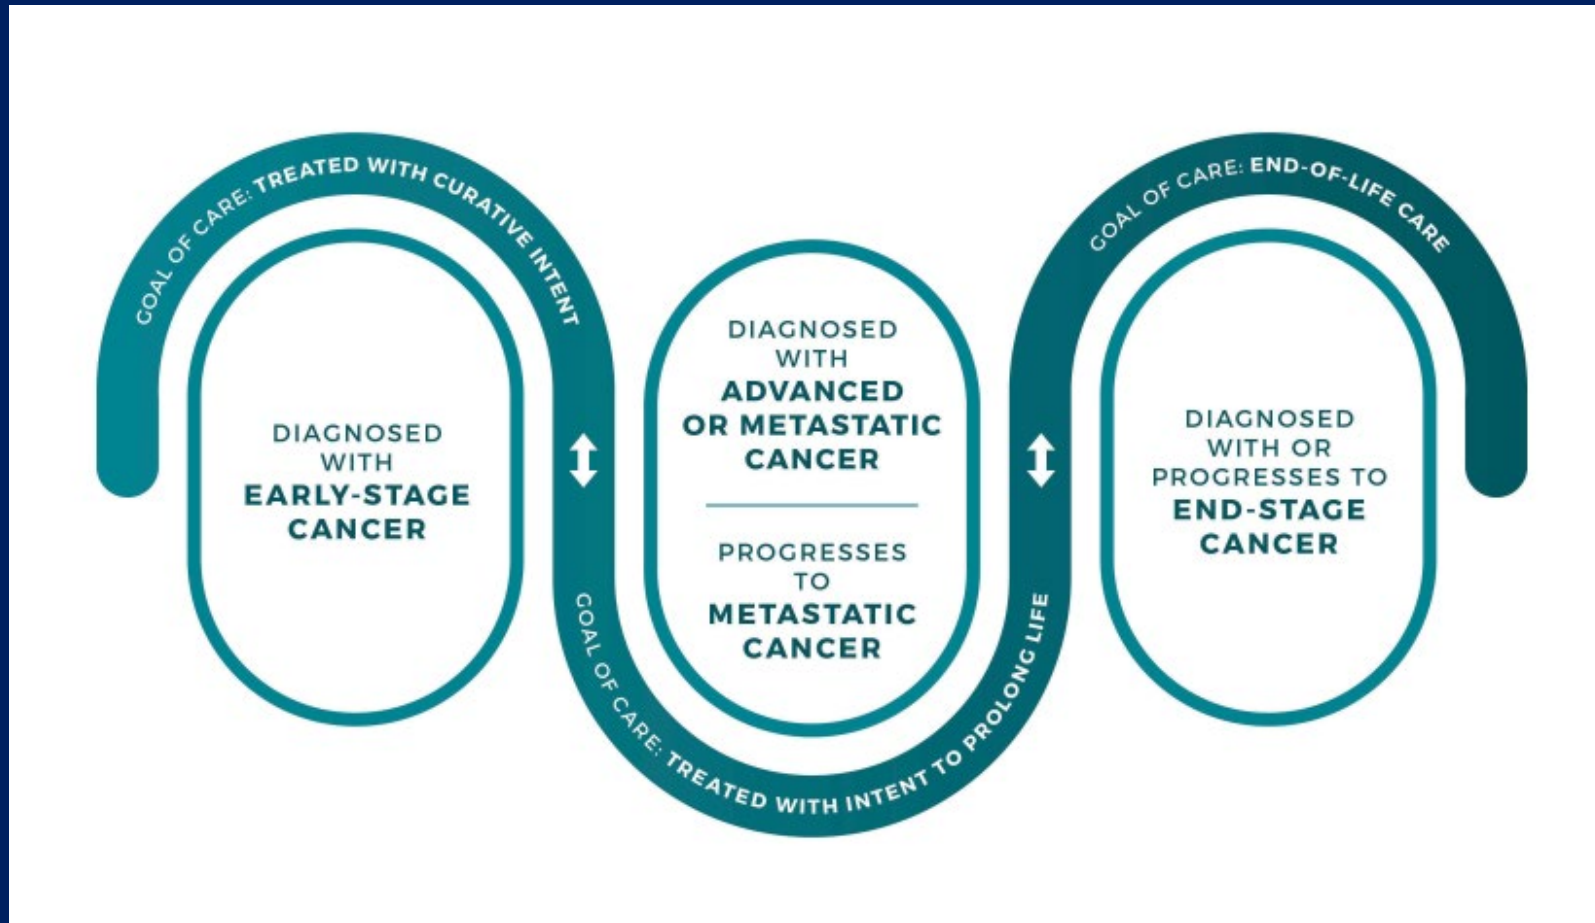 GOAL OF CARE: TREATED WITH CURATIVE INTENT
DIAGNOSED
WITH
EARLY-STAGE
CANCER
DIAGNOSED
WITH
ADVANCED
OR METASTATIC
CANCER
PROGRESSES
TO
METASTATIC
CANCER
GOAL OF CARE: TREATED WITH INTENT TO PROLONG LIFE
GOAL OF CARE: END-OF-LIFE CARE
DIAGNOSED
WITH OR
PROGRESSES TO
END-STAGE
CANCER